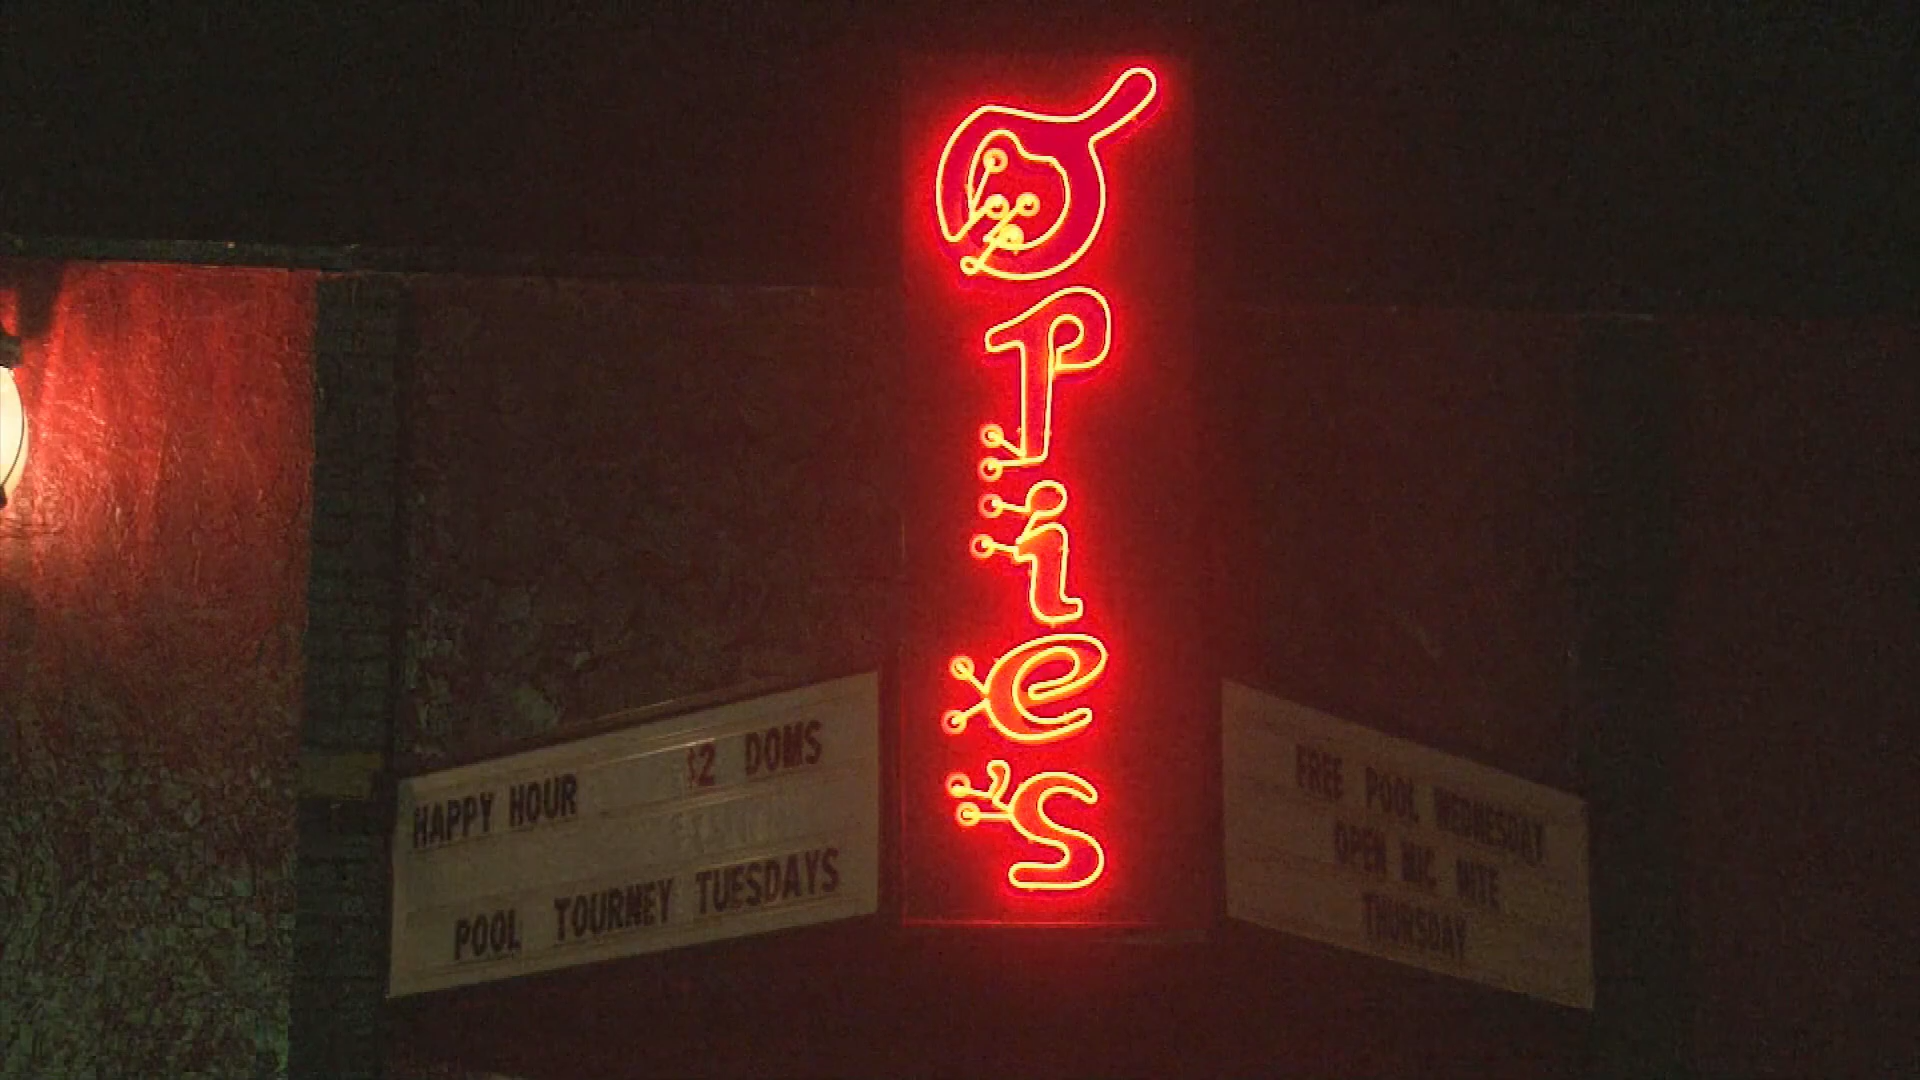 Opie's
HAPPY HOUR $2 DOMS
POOL TOURNEY TUESDAYS
FREE POOL WEDNESDAY
OPEN MIC NITE
THURSDAY